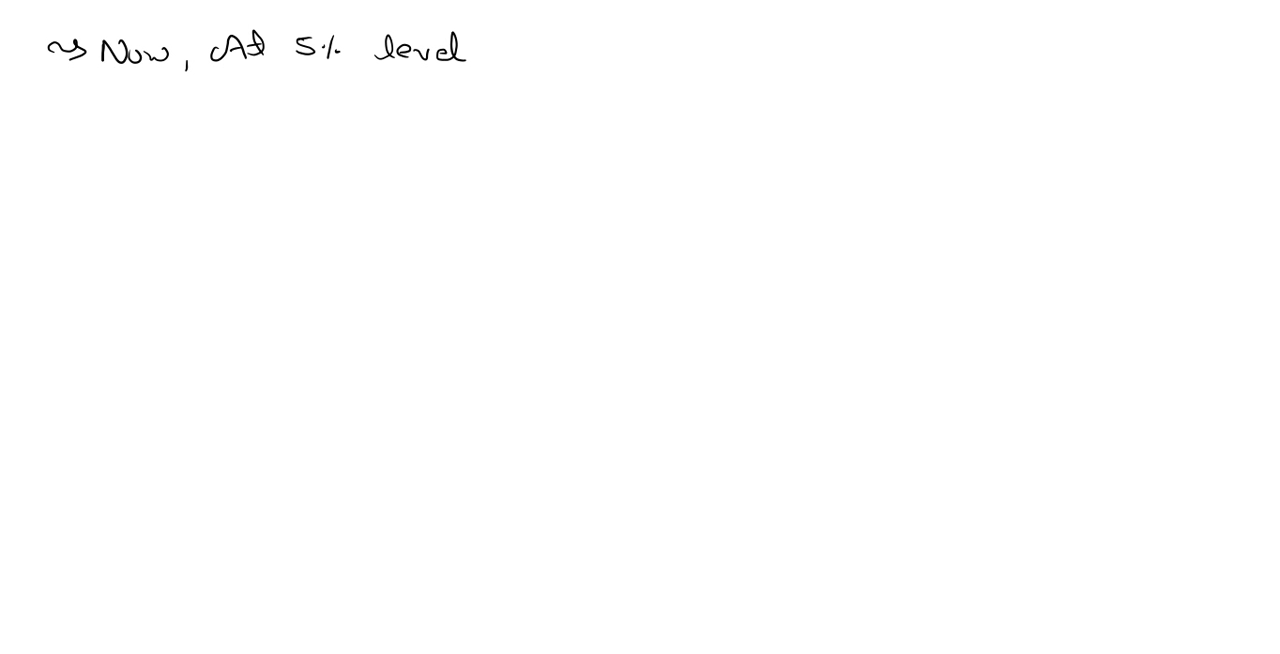 ⇝ Now, At 5% level